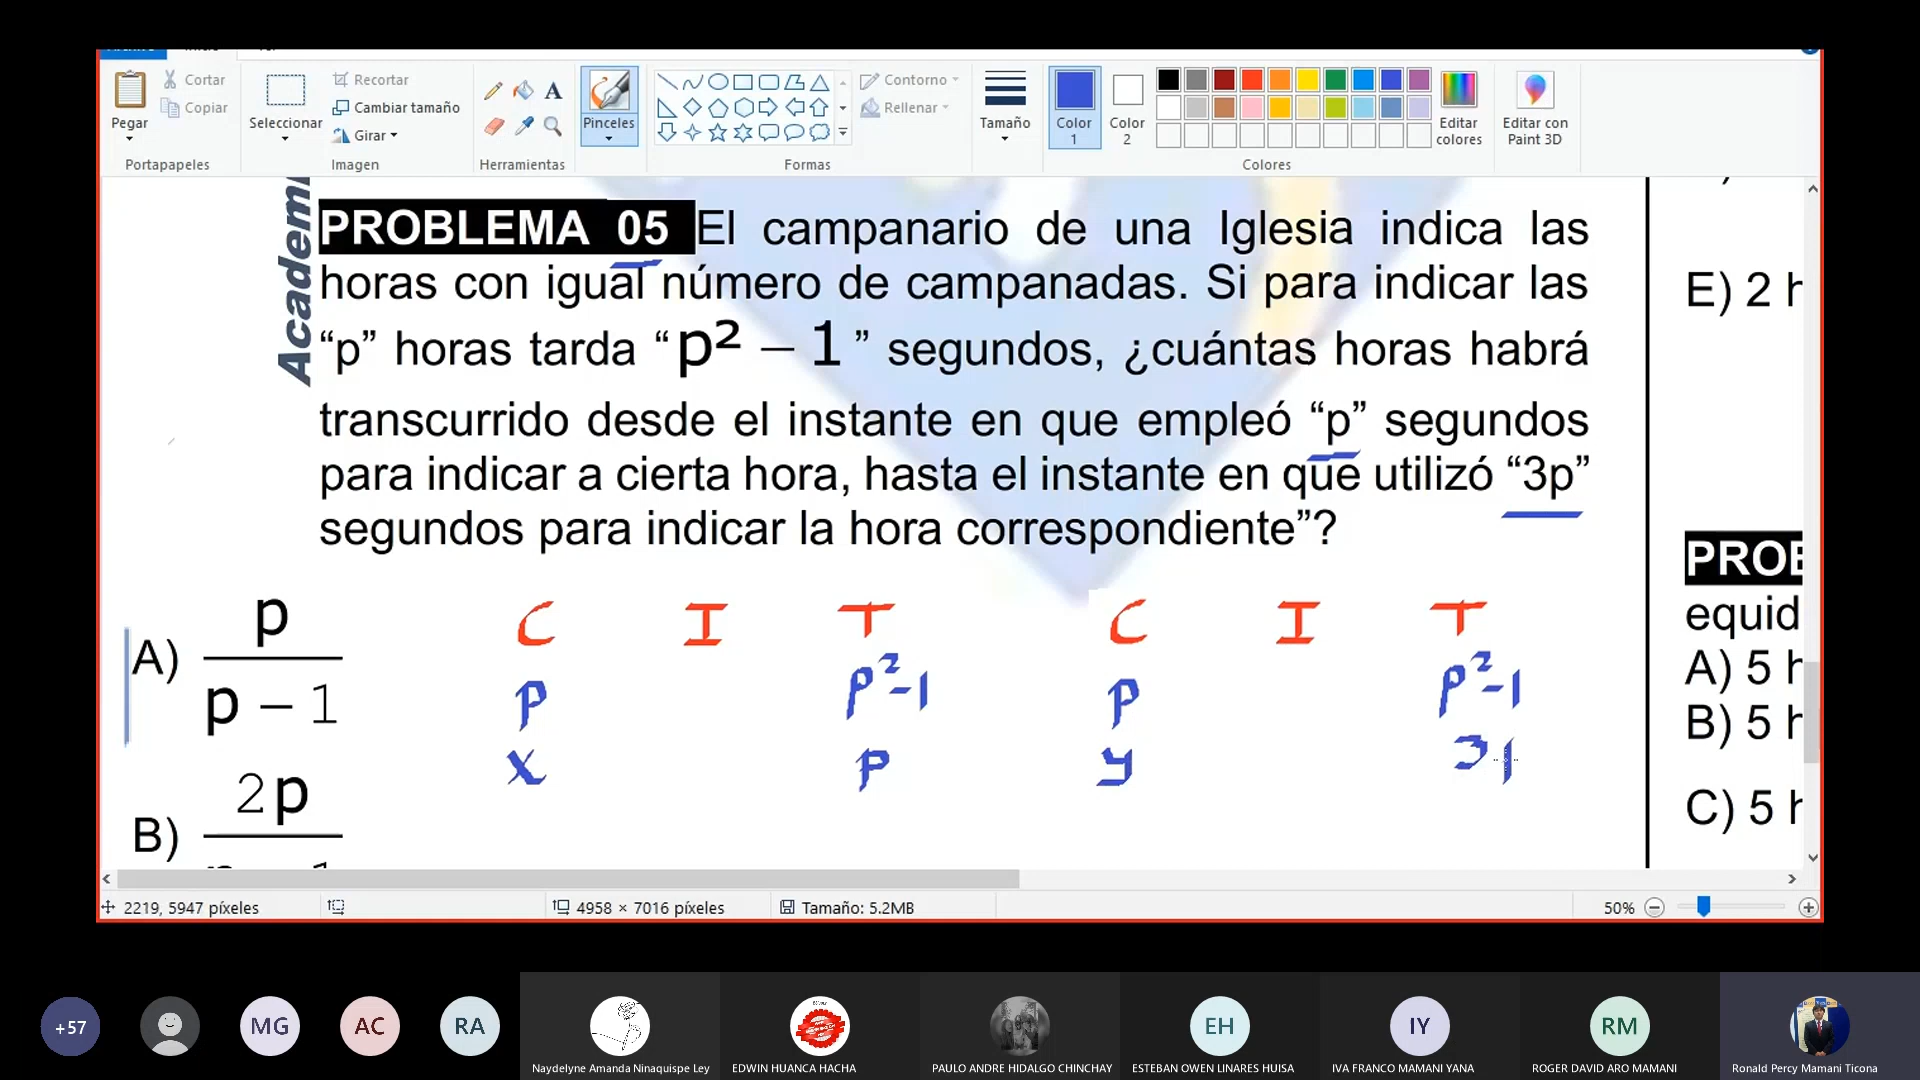 Pegar
Cortar
Copiar
Portapapeles
Seleccionar
Recortar
Cambiar tamaño
Girar
Imagen
Herramientas
Pinceles
Formas
Contorno
Rellenar
Tamaño
Color 1
Color 2
Editar colores
Editar con Paint 3D
Colores
Academ
PROBLEMA 05 El campanario de una Iglesia indica las
horas con igual número de campanadas. Si para indicar las
“p” horas tarda “p² – 1” segundos, ¿cuántas horas habrá
transcurrido desde el instante en que empleó “p” segundos
para indicar a cierta hora, hasta el instante en que utilizó “3p”
segundos para indicar la hora correspondiente”?
A) p
p – 1
B) 2p
C I T
p p²-1
x p
C I T
p p²-1
y 3
E) 2 h
PROB
equid
A) 5 h
B) 5 h
C) 5 h
2219, 5947 píxeles
4958 × 7016 píxeles
Tamaño: 5.2MB
50%
+57
MG
AC
RA
Naydelyne Amanda Ninaquispe Ley
EDWIN HUANCA HACHA
PAULO ANDRE HIDALGO CHINCHAY
EH
ESTEBAN OWEN LINARES HUISA
IY
IVA FRANCO MAMANI YANA
RM
ROGER DAVID ARO MAMANI
Ronald Percy Mamani Ticona